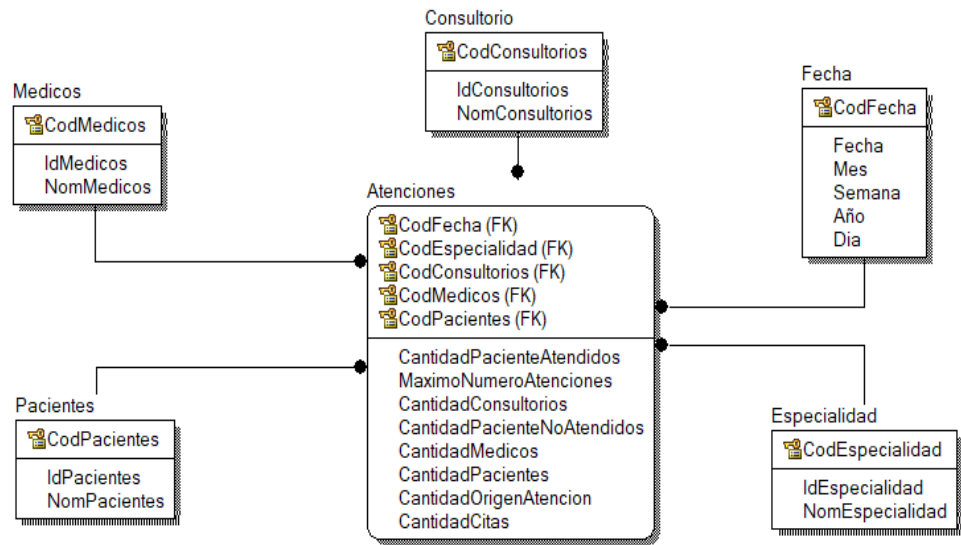 Consultorio
CodConsultorios
IdConsultorios
NomConsultorios
Medicos
CodMedicos
IdMedicos
NomMedicos
Fecha
CodFecha
Fecha
Mes
Semana
Año
Dia
Atenciones
CodFecha (FK)
CodEspecialidad (FK)
CodConsultorios (FK)
CodMedicos (FK)
CodPacientes (FK)
CantidadPacienteAtendidos
MaximoNumeroAtenciones
CantidadConsultorios
CantidadPacienteNoAtendidos
CantidadMedicos
CantidadPacientes
CantidadOrigenAtencion
CantidadCitas
Pacientes
CodPacientes
IdPacientes
NomPacientes
Especialidad
CodEspecialidad
IdEspecialidad
NomEspecialidad